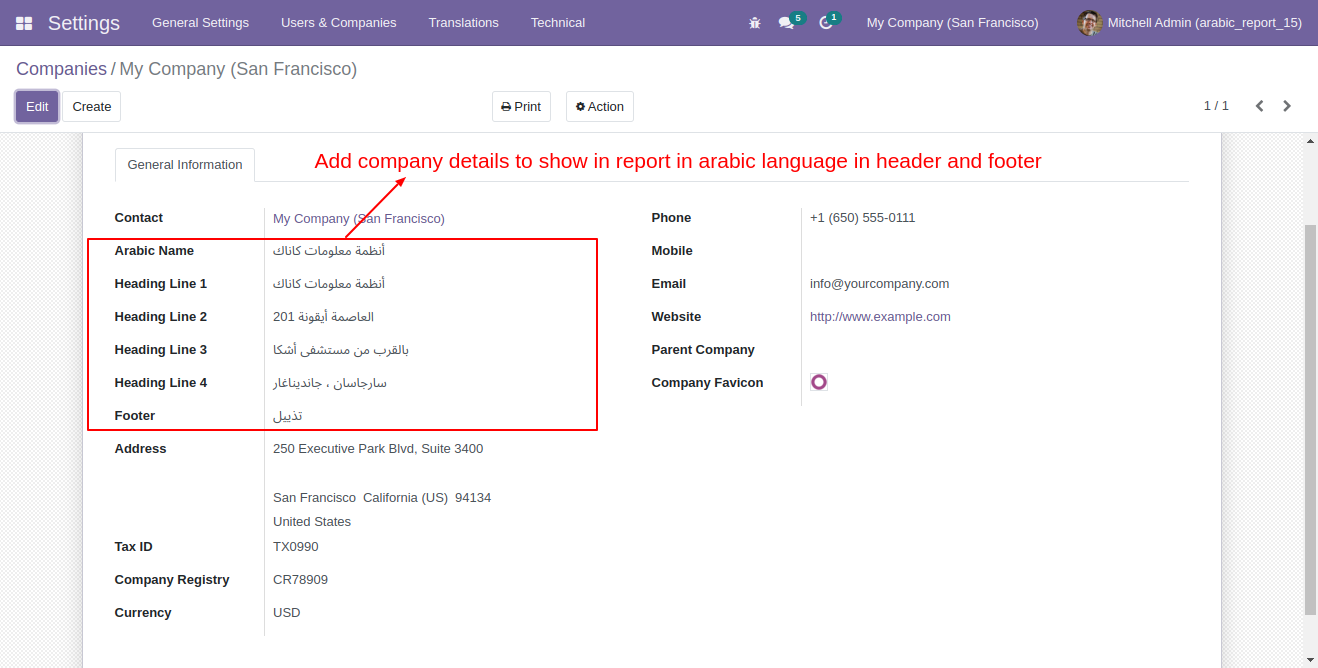 Settings General Settings Users & Companies Translations Technical 5 1 My Company (San Francisco) Mitchell Admin (arabic_report_15)
Companies / My Company (San Francisco)
Edit Create Print Action 1 / 1
General Information
Add company details to show in report in arabic language in header and footer
Contact My Company (San Francisco)
Arabic Name أنظمة معلومات كاناك
Heading Line 1 أنظمة معلومات كاناك
Heading Line 2 العاصمة أيقونة 201
Heading Line 3 بالقرب من مستشفى أشكا
Heading Line 4 سارجاسان ، جانديناغار
Footer تذييل
Address 250 Executive Park Blvd, Suite 3400
San Francisco California (US) 94134
United States
Tax ID TX0990
Company Registry CR78909
Currency USD
Phone +1 (650) 555-0111
Mobile
Email info@yourcompany.com
Website http://www.example.com
Parent Company
Company Favicon